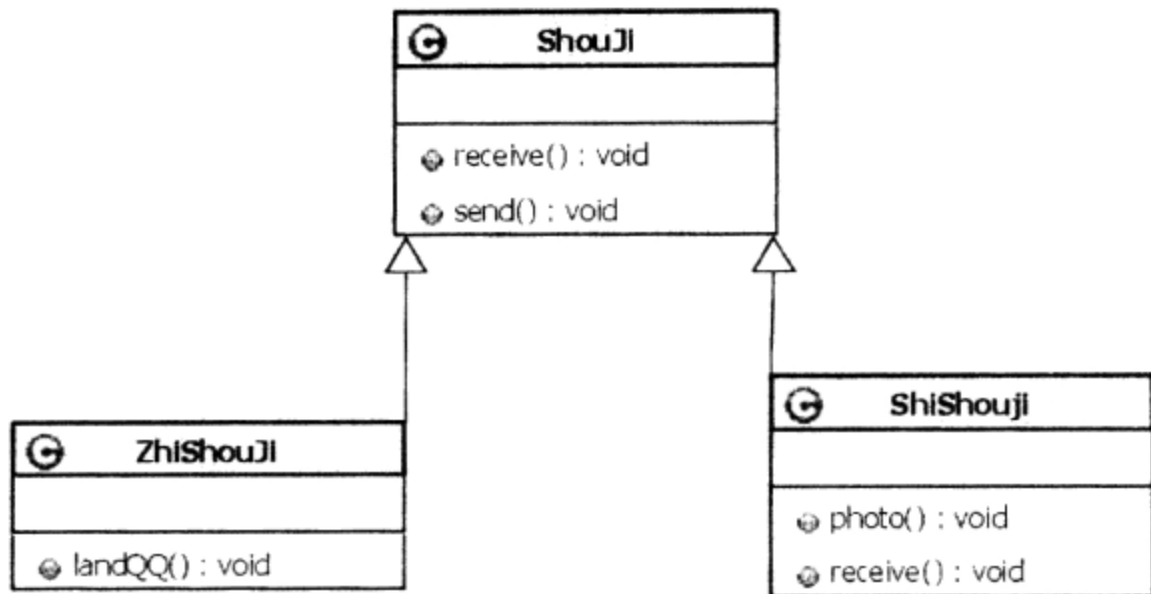 ShouJi
receive() : void
send() : void
ZhiShouJi
landQQ() : void
ShiShouji
photo() : void
receive() : void